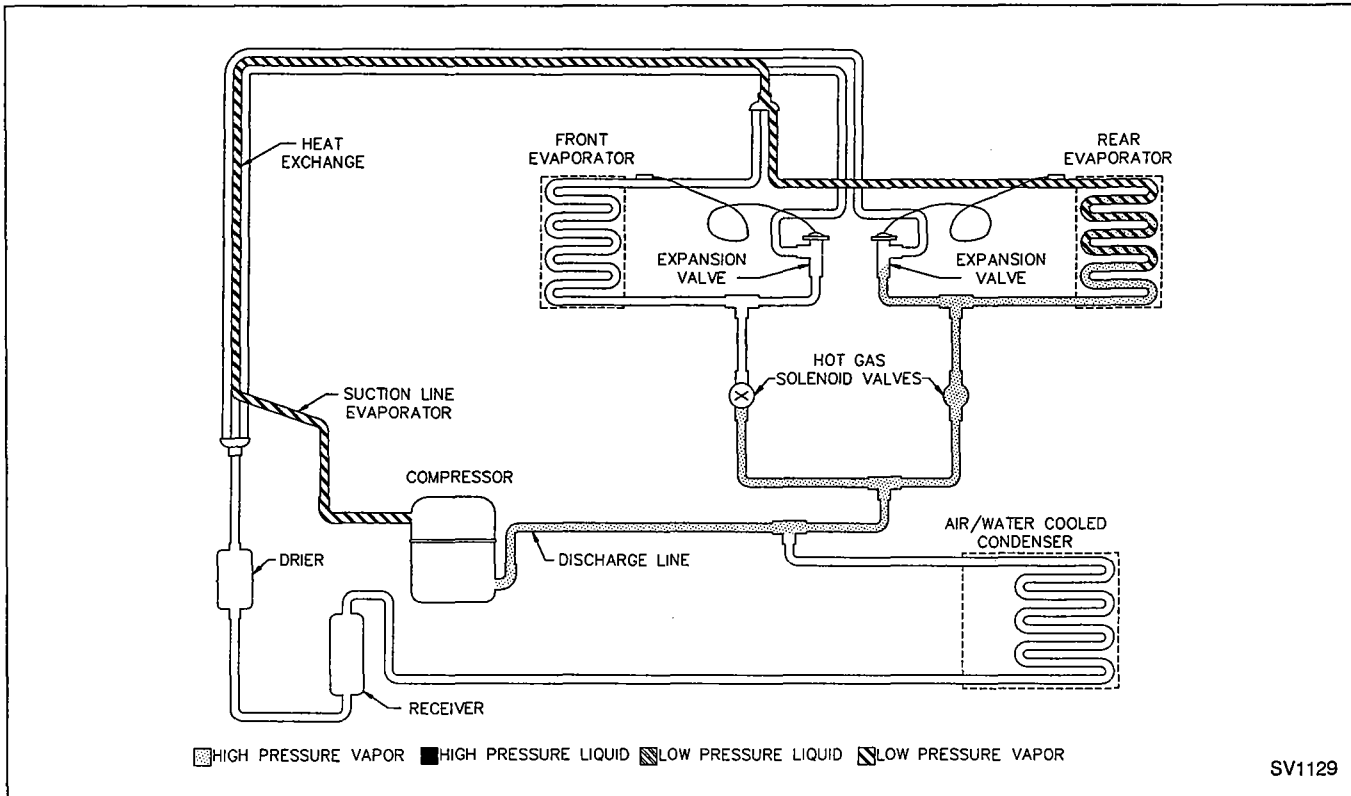 HEAT
EXCHANGE
FRONT
EVAPORATOR
REAR
EVAPORATOR
EXPANSION
VALVE
EXPANSION
VALVE
HOT GAS
SOLENOID VALVES
SUCTION LINE
EVAPORATOR
COMPRESSOR
AIR/WATER COOLED
CONDENSER
DRIER
DISCHARGE LINE
RECEIVER
HIGH PRESSURE VAPOR HIGH PRESSURE LIQUID LOW PRESSURE LIQUID LOW PRESSURE VAPOR
SV1129